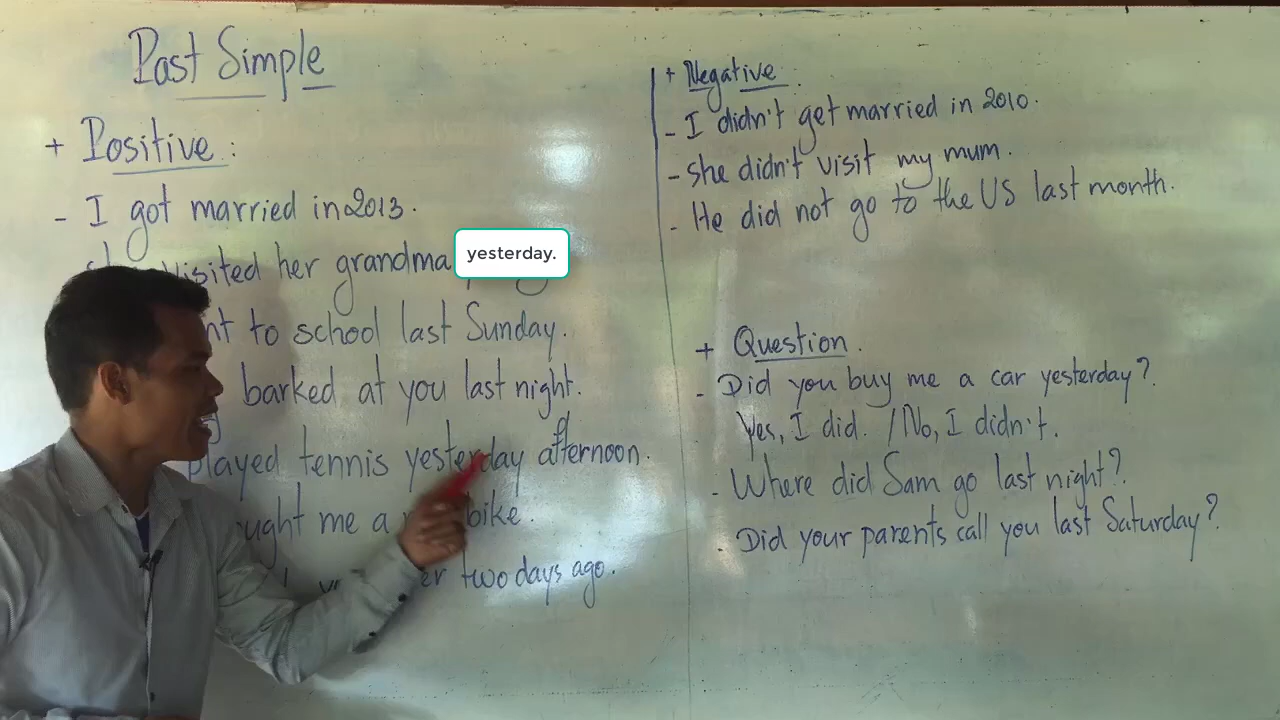 Past Simple
+ Positive :
- I got married in 2013.
visited her grandma yesterday.
to school last Sunday.
barked at you last night.
played tennis yesterday afternoon.
me a bike.
two days ago.
+ Negative :
- I didn't get married in 2010.
- she didn't visit my mum.
- He did not go to the US last month.
+ Question.
- Did you buy me a car yesterday?
Yes, I did. / No, I didn't.
- Where did Sam go last night?
. Did your parents call you last Saturday?